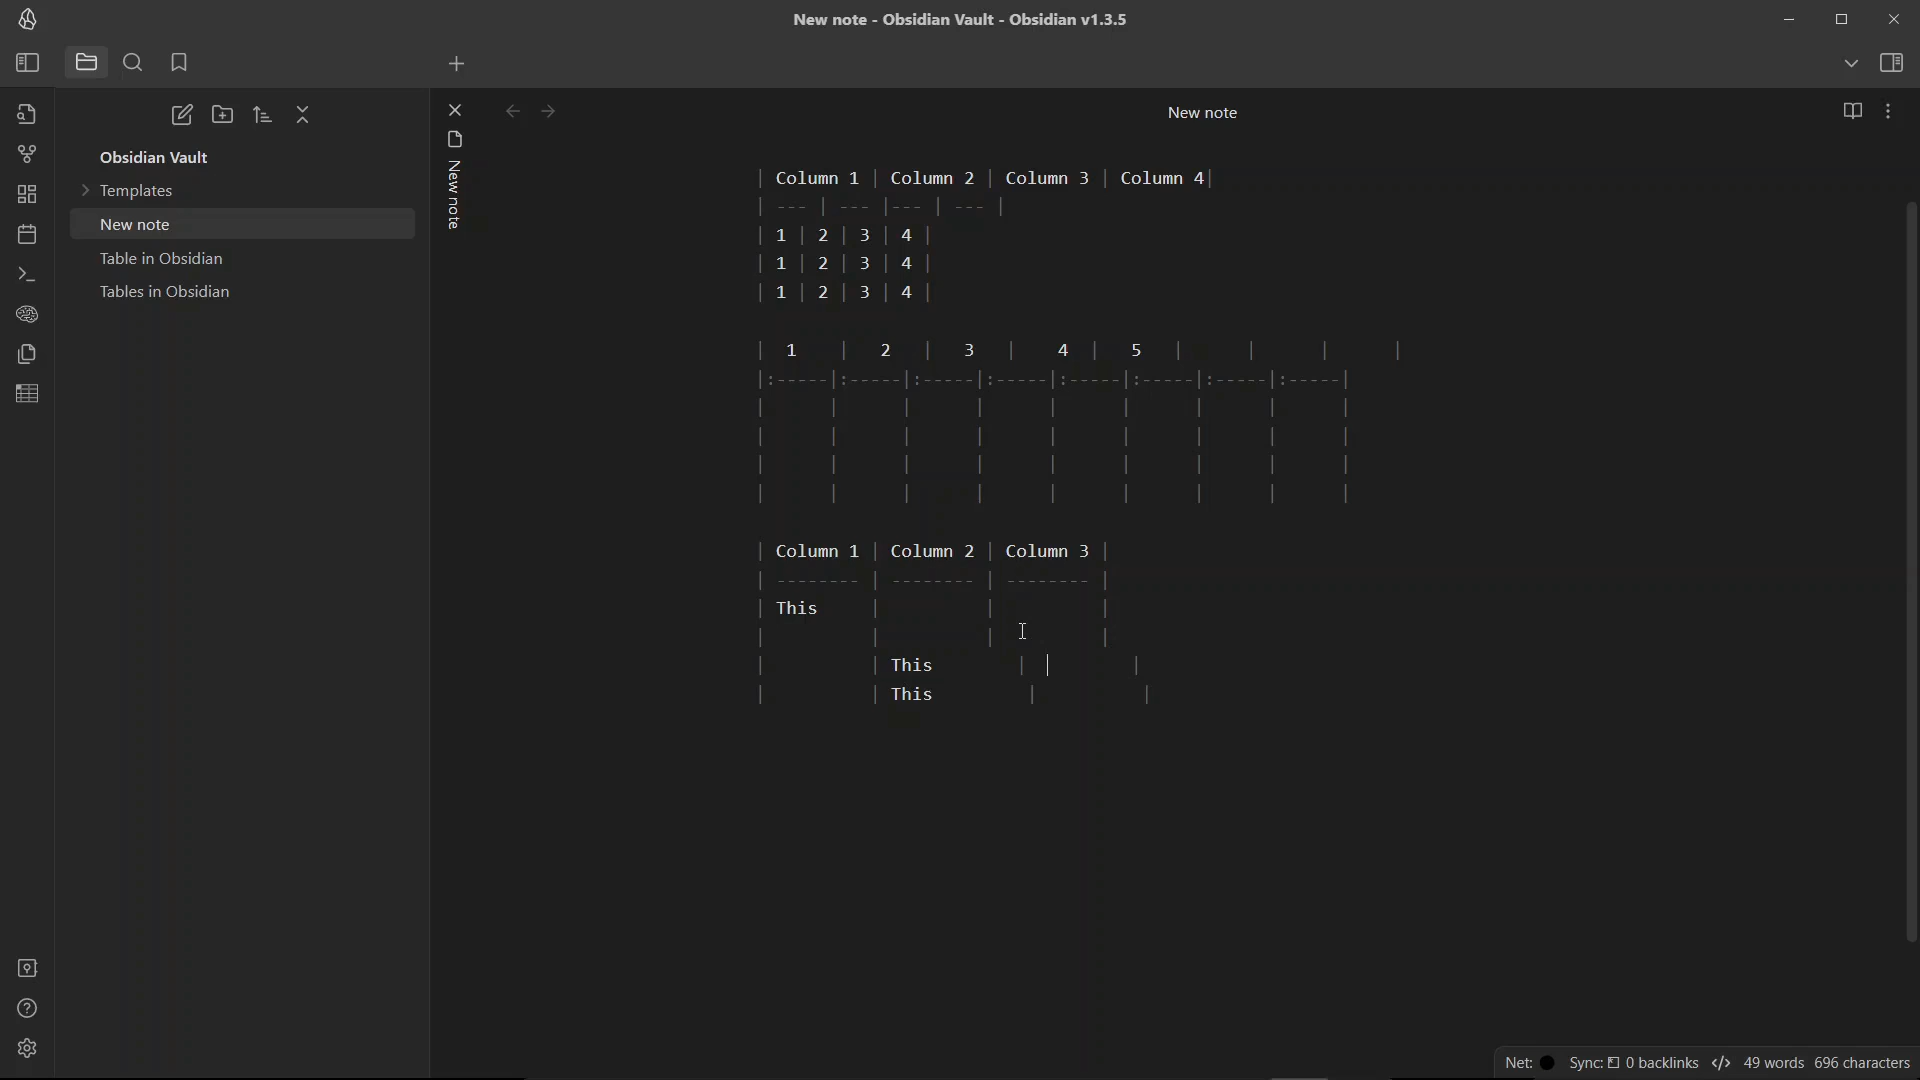 New note - Obsidian Vault - Obsidian v1.3.5
New note
Obsidian Vault
Templates
New note
Table in Obsidian
Tables in Obsidian
New note
| Column 1 | Column 2 | Column 3 | Column 4|
| --- | --- |--- | --- |
| 1 | 2 | 3 | 4 |
| 1 | 2 | 3 | 4 |
| 1 | 2 | 3 | 4 |
|  1    |   2   |   3   |    4  |   5   |      |      |      |
|:-----|:-----|:-----|:-----|:-----|:-----|:-----|:-----|
|      |      |      |      |      |      |      |      |
|      |      |      |      |      |      |      |      |
|      |      |      |      |      |      |      |      |
|      |      |      |      |      |      |      |      |
| Column 1 | Column 2 | Column 3 |
| -------- | -------- | -------- |
| This     |          |          |
|          |          |          |
|          | This        |          |
|          | This         |          |
Net: Sync: 0 backlinks </> 49 words 696 characters